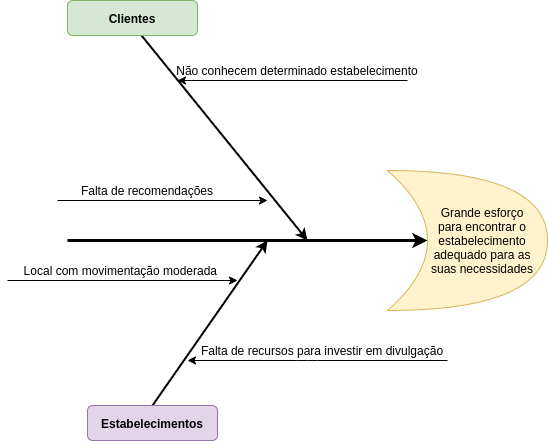 Clientes
Não conhecem determinado estabelecimento
Falta de recomendações
Grande esforço
para encontrar o
estabelecimento
adequado para as
suas necessidades
Local com movimentação moderada
Falta de recursos para investir em divulgação
Estabelecimentos